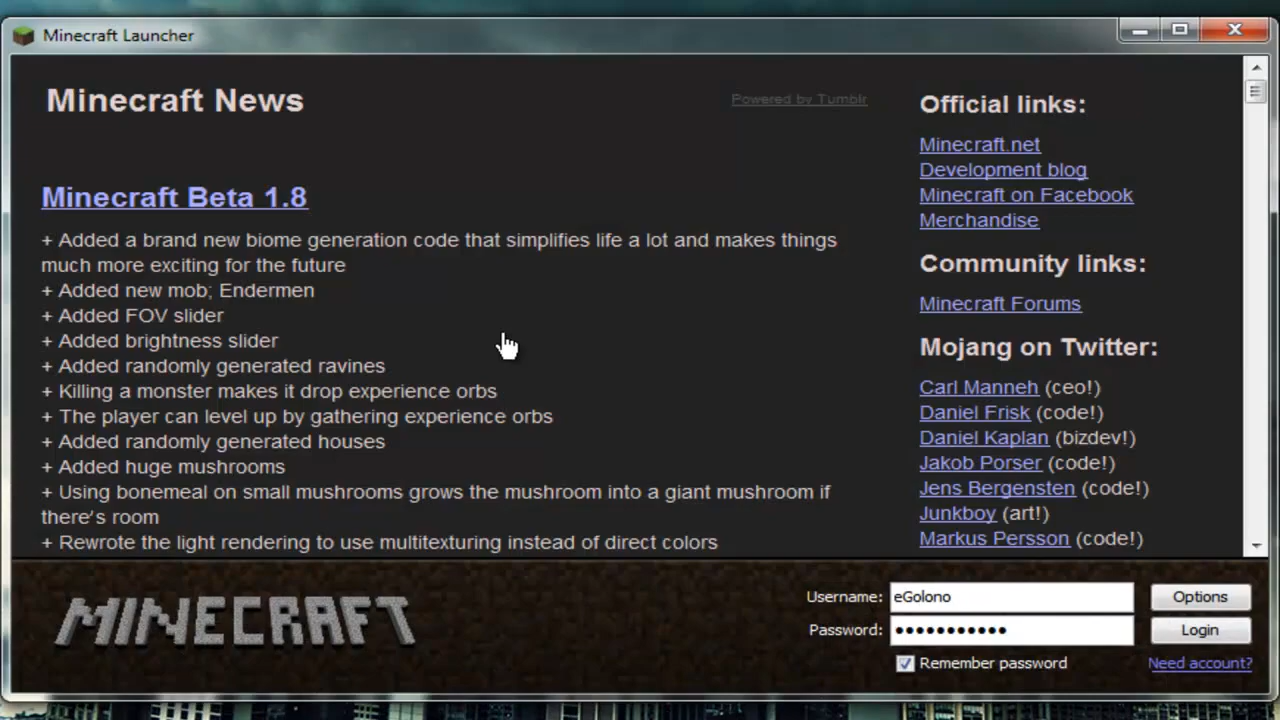 Minecraft Launcher
Minecraft News
Powered by Tumblr
Minecraft Beta 1.8
+ Added a brand new biome generation code that simplifies life a lot and makes things
much more exciting for the future
+ Added new mob; Endermen
+ Added FOV slider
+ Added brightness slider
+ Added randomly generated ravines
+ Killing a monster makes it drop experience orbs
+ The player can level up by gathering experience orbs
+ Added randomly generated houses
+ Added huge mushrooms
+ Using bonemeal on small mushrooms grows the mushroom into a giant mushroom if
there's room
+ Rewrote the light rendering to use multitexturing instead of direct colors
Official links:
Minecraft.net
Development blog
Minecraft on Facebook
Merchandise
Community links:
Minecraft Forums
Mojang on Twitter:
Carl Manneh (ceo!)
Daniel Frisk (code!)
Daniel Kaplan (bizdev!)
Jakob Porser (code!)
Jens Bergensten (code!)
Junkboy (art!)
Markus Persson (code!)
MINECRAFT
Username: eGolono
Options
Password: •••••••••••
Login
Remember password
Need account?